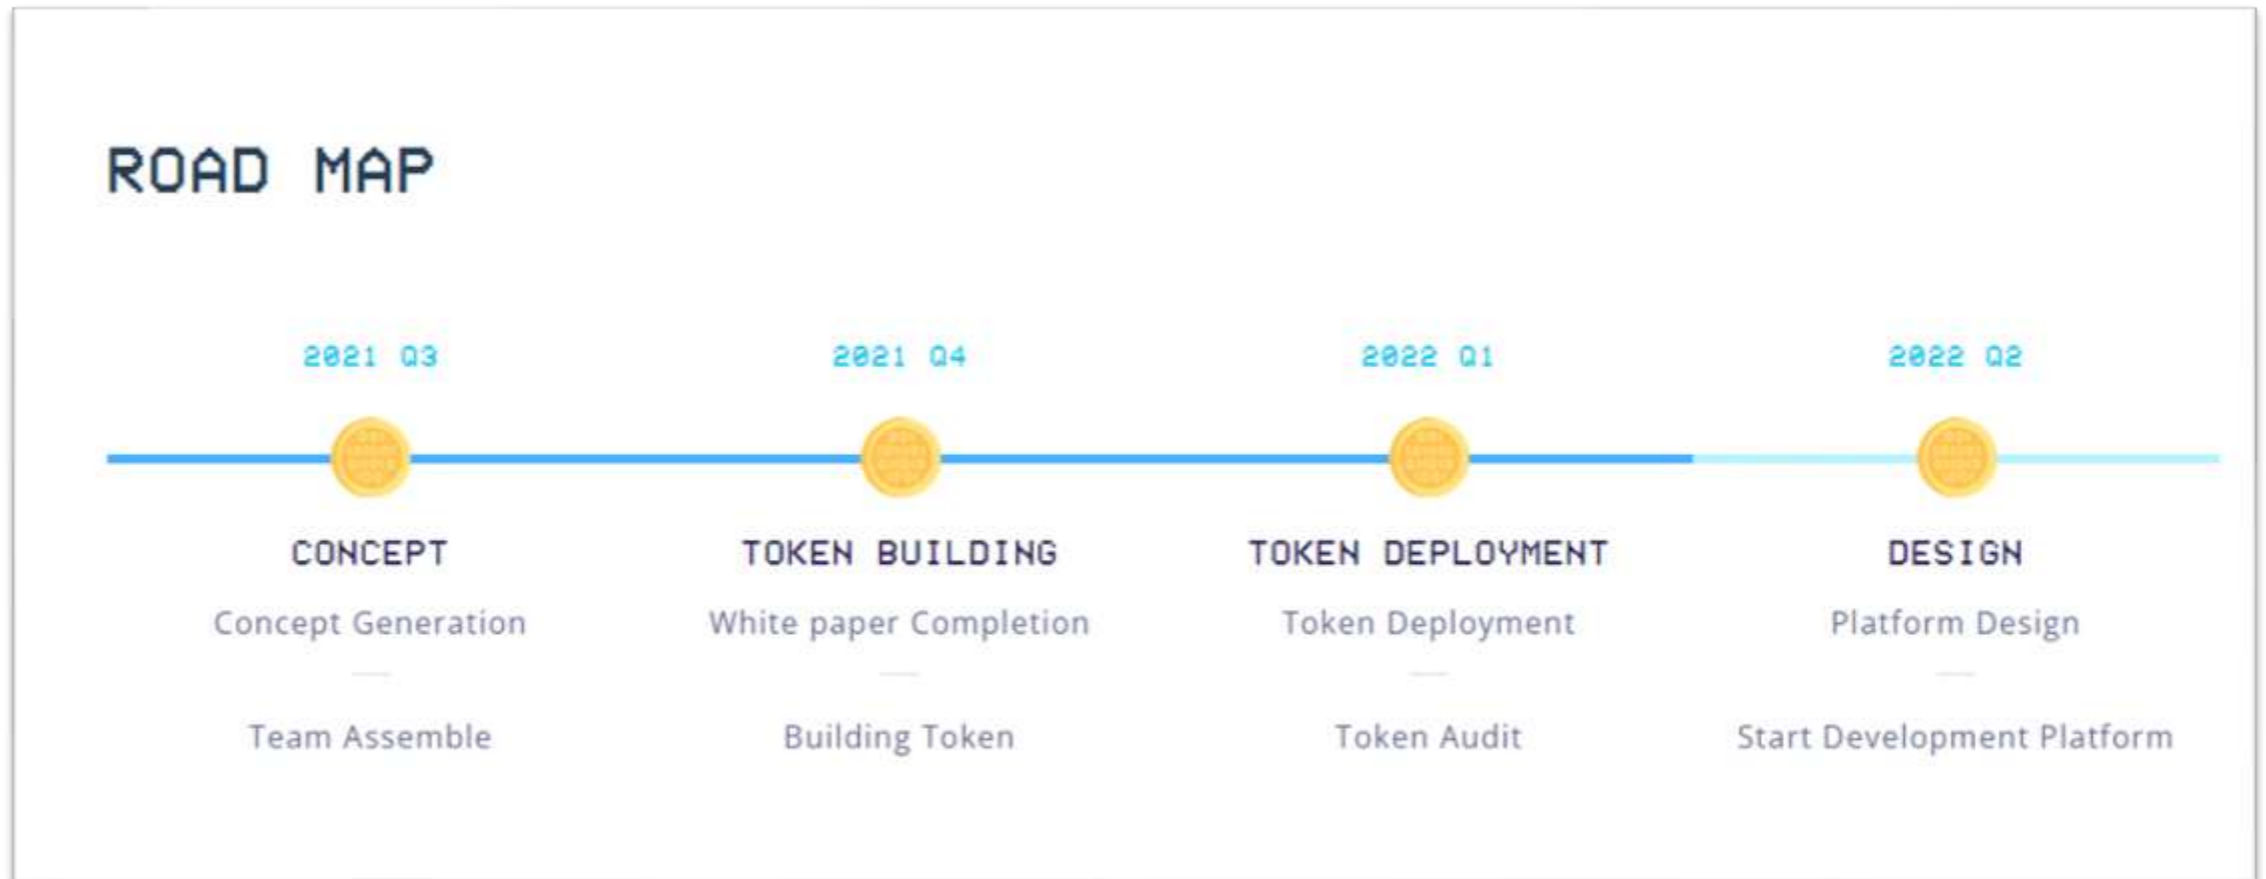 ROAD MAP
2021 Q3
2021 Q4
2022 Q1
2022 Q2
CONCEPT
TOKEN BUILDING
TOKEN DEPLOYMENT
DESIGN
Concept Generation
White paper Completion
Token Deployment
Platform Design
Team Assemble
Building Token
Token Audit
Start Development Platform